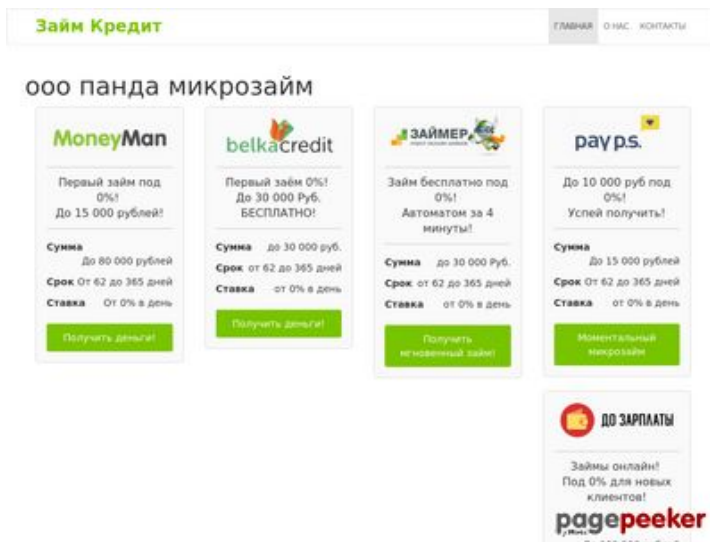 Займ Кредит
ГЛАВНАЯ О НАС. КОНТАКТЫ
ооо панда микрозайм
MoneyMan
Первый займ под
0%!
До 15 000 рублей!
Сумма
До 80 000 рублей
Срок От 62 до 365 дней
Ставка От 0% в день
Получить деньги!
belkacredit
Первый заём 0%!
До 30 000 Руб.
БЕСПЛАТНО!
Сумма до 30 000 руб.
Срок от 62 до 365 дней
Ставка от 0% в день
Получить деньги!
ЗАЙМЕР
Займ бесплатно под
0%!
Автоматом за 4
минуты!
Сумма до 30 000 Руб.
Срок от 62 до 365 дней
Ставка от 0% в день
Получить
мгновенный займ!
pay p.s.
До 10 000 руб под
0%!
Успей получить!
Сумма
До 15 000 рублей
Срок От 62 до 365 дней
Ставка от 0% в день
Моментальный
микрозайм
ДО ЗАРПЛАТЫ
Займы онлайн!
Под 0% для новых
клиентов!
pagepeeker